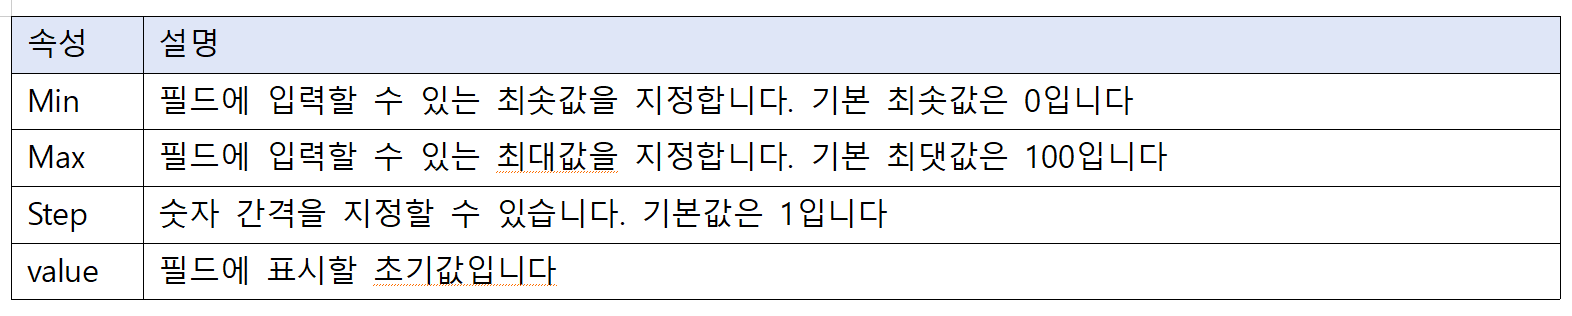 속성 설명
Min 필드에 입력할 수 있는 최솟값을 지정합니다. 기본 최솟값은 0입니다
Max 필드에 입력할 수 있는 최대값을 지정합니다. 기본 최댓값은 100입니다
Step 숫자 간격을 지정할 수 있습니다. 기본값은 1입니다
value 필드에 표시할 초기값입니다